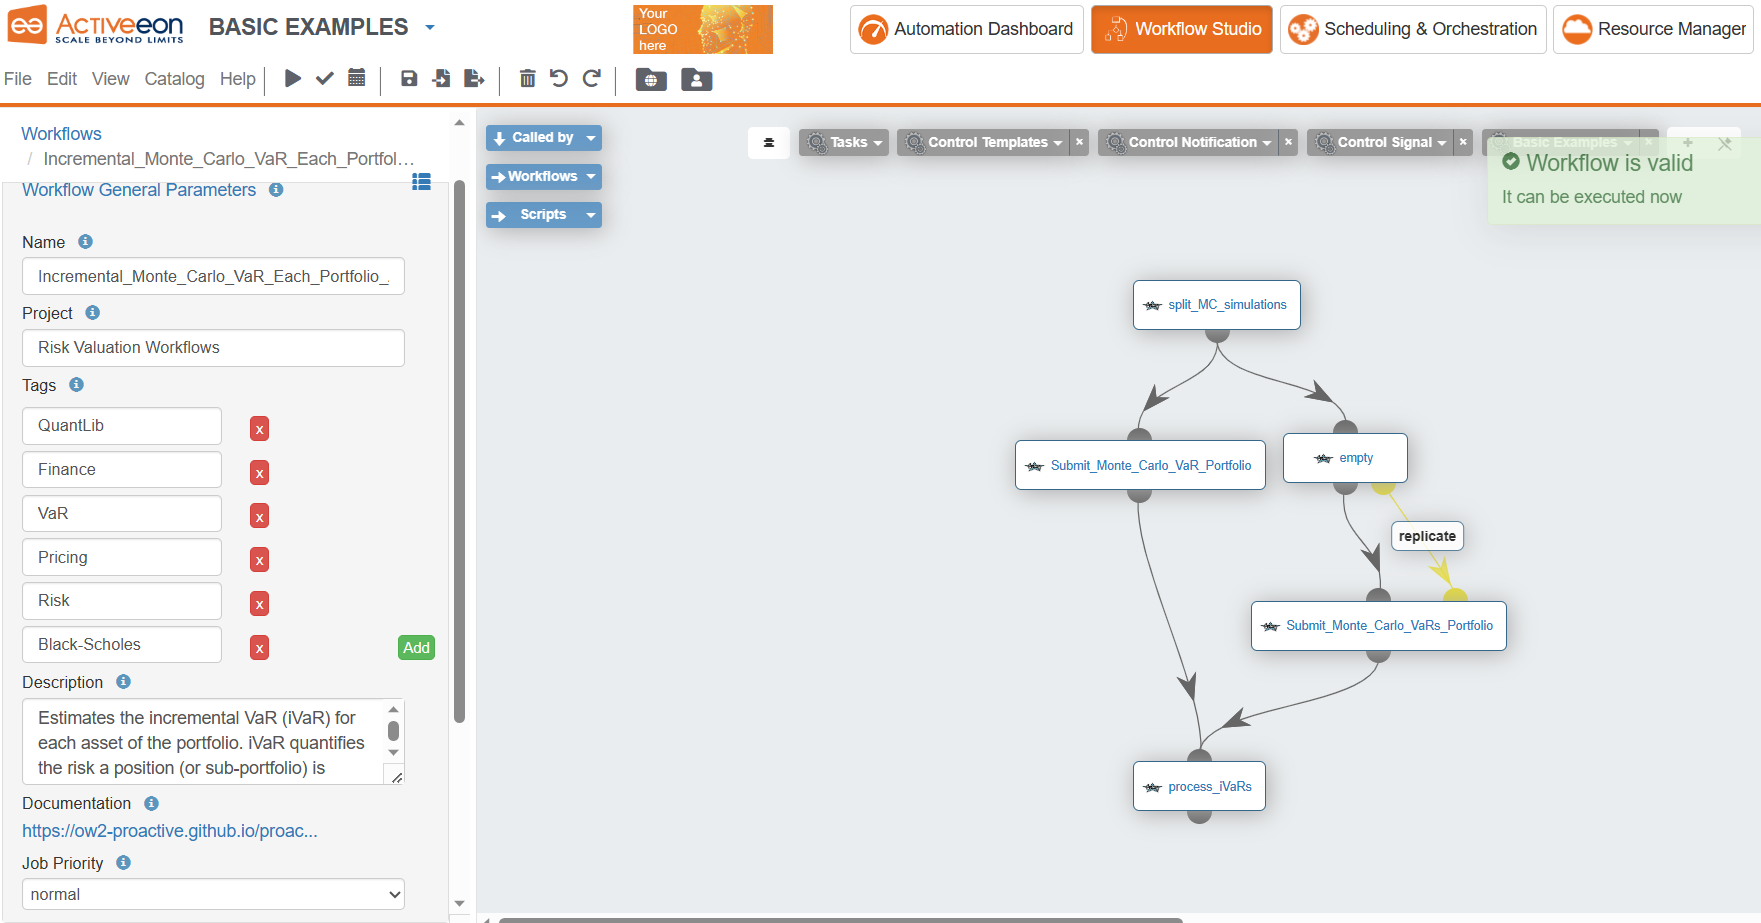 Activeeon
SCALE BEYOND LIMITS
BASIC EXAMPLES
Your
LOGO
here
Automation Dashboard
Workflow Studio
Scheduling & Orchestration
Resource Manager
File Edit View Catalog Help
Workflows
/ Incremental_Monte_Carlo_VaR_Each_Portfol...
Workflow General Parameters
Name
Incremental_Monte_Carlo_VaR_Each_Portfolio_
Project
Risk Valuation Workflows
Tags
QuantLib x
Finance x
VaR x
Pricing x
Risk x
Black-Scholes x Add
Description
Estimates the incremental VaR (iVaR) for
each asset of the portfolio. iVaR quantifies
the risk a position (or sub-portfolio) is
Documentation
https://ow2-proactive.github.io/proac...
Job Priority
normal
Called by
Workflows
Scripts
Tasks
Control Templates ×
Control Notification ×
Control Signal ×
Basic Examples ×
Workflow is valid
It can be executed now
split_MC_simulations
Submit_Monte_Carlo_VaR_Portfolio
empty
replicate
Submit_Monte_Carlo_VaRs_Portfolio
process_iVaRs